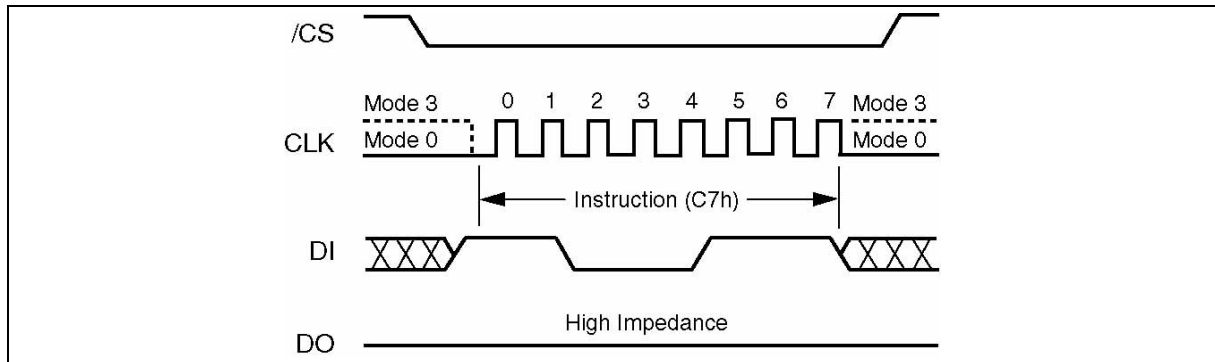 /CS
Mode 3 0 1 2 3 4 5 6 7 Mode 3
CLK Mode 0 Mode 0
Instruction (C7h)
DI
High Impedance
DO